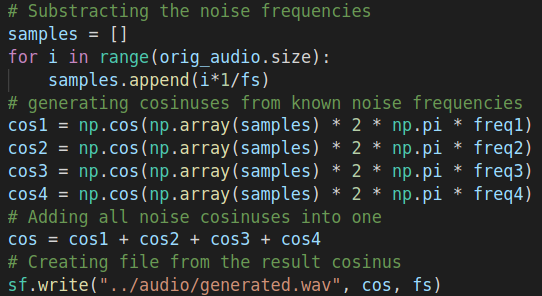 # Substracting the noise frequencies
samples = []
for i in range(orig_audio.size):
    samples.append(i*1/fs)
# generating cosinuses from known noise frequencies
cos1 = np.cos(np.array(samples) * 2 * np.pi * freq1)
cos2 = np.cos(np.array(samples) * 2 * np.pi * freq2)
cos3 = np.cos(np.array(samples) * 2 * np.pi * freq3)
cos4 = np.cos(np.array(samples) * 2 * np.pi * freq4)
# Adding all noise cosinuses into one
cos = cos1 + cos2 + cos3 + cos4
# Creating file from the result cosinus
sf.write("../audio/generated.wav", cos, fs)